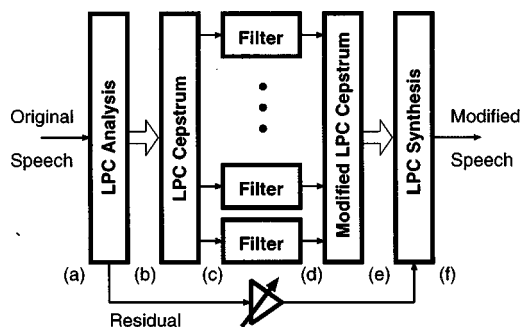 Original
Speech
LPC Analysis
LPC Cepstrum
Filter
Filter
Filter
Modified LPC Cepstrum
LPC Synthesis
Modified
Speech
(a) (b) (c) (d) (e) (f)
Residual